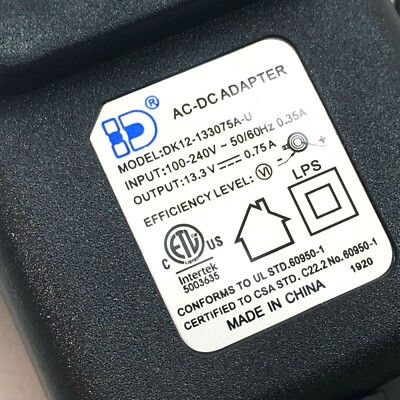 AC-DC ADAPTER
MODEL:DK12-133075A-U
INPUT:100-240V ~ 50/60Hz 0.35A
OUTPUT:13.3V ⎓ 0.75A
EFFICIENCY LEVEL: VI
LPS
C ETL US
Intertek
5003635
CONFORMS TO UL STD.60950-1
CERTIFIED TO CSA STD. C22.2 No.60950-1
MADE IN CHINA
1920